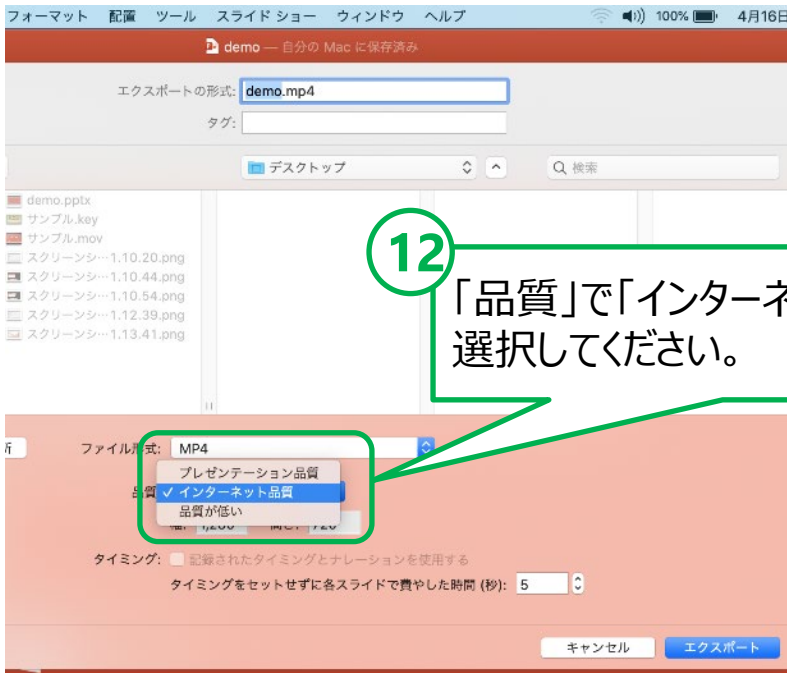 フォーマット 配置 ツール スライド ショー ウィンドウ ヘルプ 100% 4月16日
demo — 自分の Mac に保存済み
エクスポートの形式: demo.mp4
タグ:
デスクトップ 検索
demo.pptx
サンプル.key
サンプル.mov
スクリーンシ…1.10.20.png
スクリーンシ…1.10.44.png
スクリーンシ…1.10.54.png
スクリーンシ…1.12.39.png
スクリーンシ…1.13.41.png
12
「品質」で「インターネ
選択してください。
所 ファイル形式: MP4
プレゼンテーション品質
品質 ✓ インターネット品質
品質が低い
幅: 1,280 高さ: 720
タイミング: 記録されたタイミングとナレーションを使用する
タイミングをセットせずに各スライドで費やした時間 (秒): 5
キャンセル エクスポート